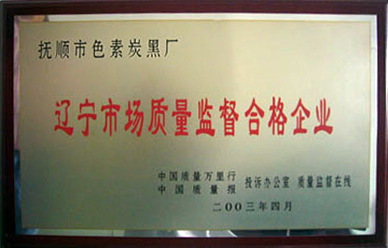 抚顺市色素炭黑厂
辽宁市场质量监督合格企业
中国质量万里行 投诉办公室 质量监督在线
中国质量报
二00三年四月